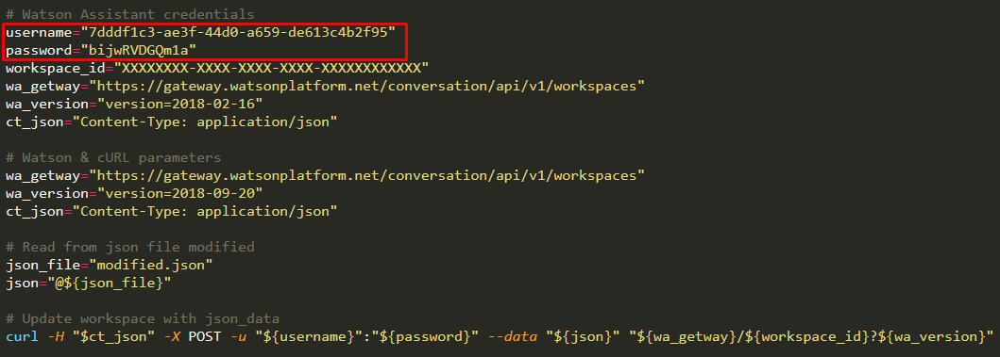 # Watson Assistant credentials
username="7dddf1c3-ae3f-44d0-a659-de613c4b2f95"
password="bijwRVDGQm1a"
workspace_id="XXXXXXXX-XXXX-XXXX-XXXX-XXXXXXXXXXXX"
wa_getway="https://gateway.watsonplatform.net/conversation/api/v1/workspaces"
wa_version="version=2018-02-16"
ct_json="Content-Type: application/json"
# Watson & cURL parameters
wa_getway="https://gateway.watsonplatform.net/conversation/api/v1/workspaces"
wa_version="version=2018-09-20"
ct_json="Content-Type: application/json"
# Read from json file modified
json_file="modified.json"
json="@${json_file}"
# Update workspace with json_data
curl -H "$ct_json" -X POST -u "${username}":"${password}" --data "${json}" "${wa_getway}/${workspace_id}?${wa_version}"